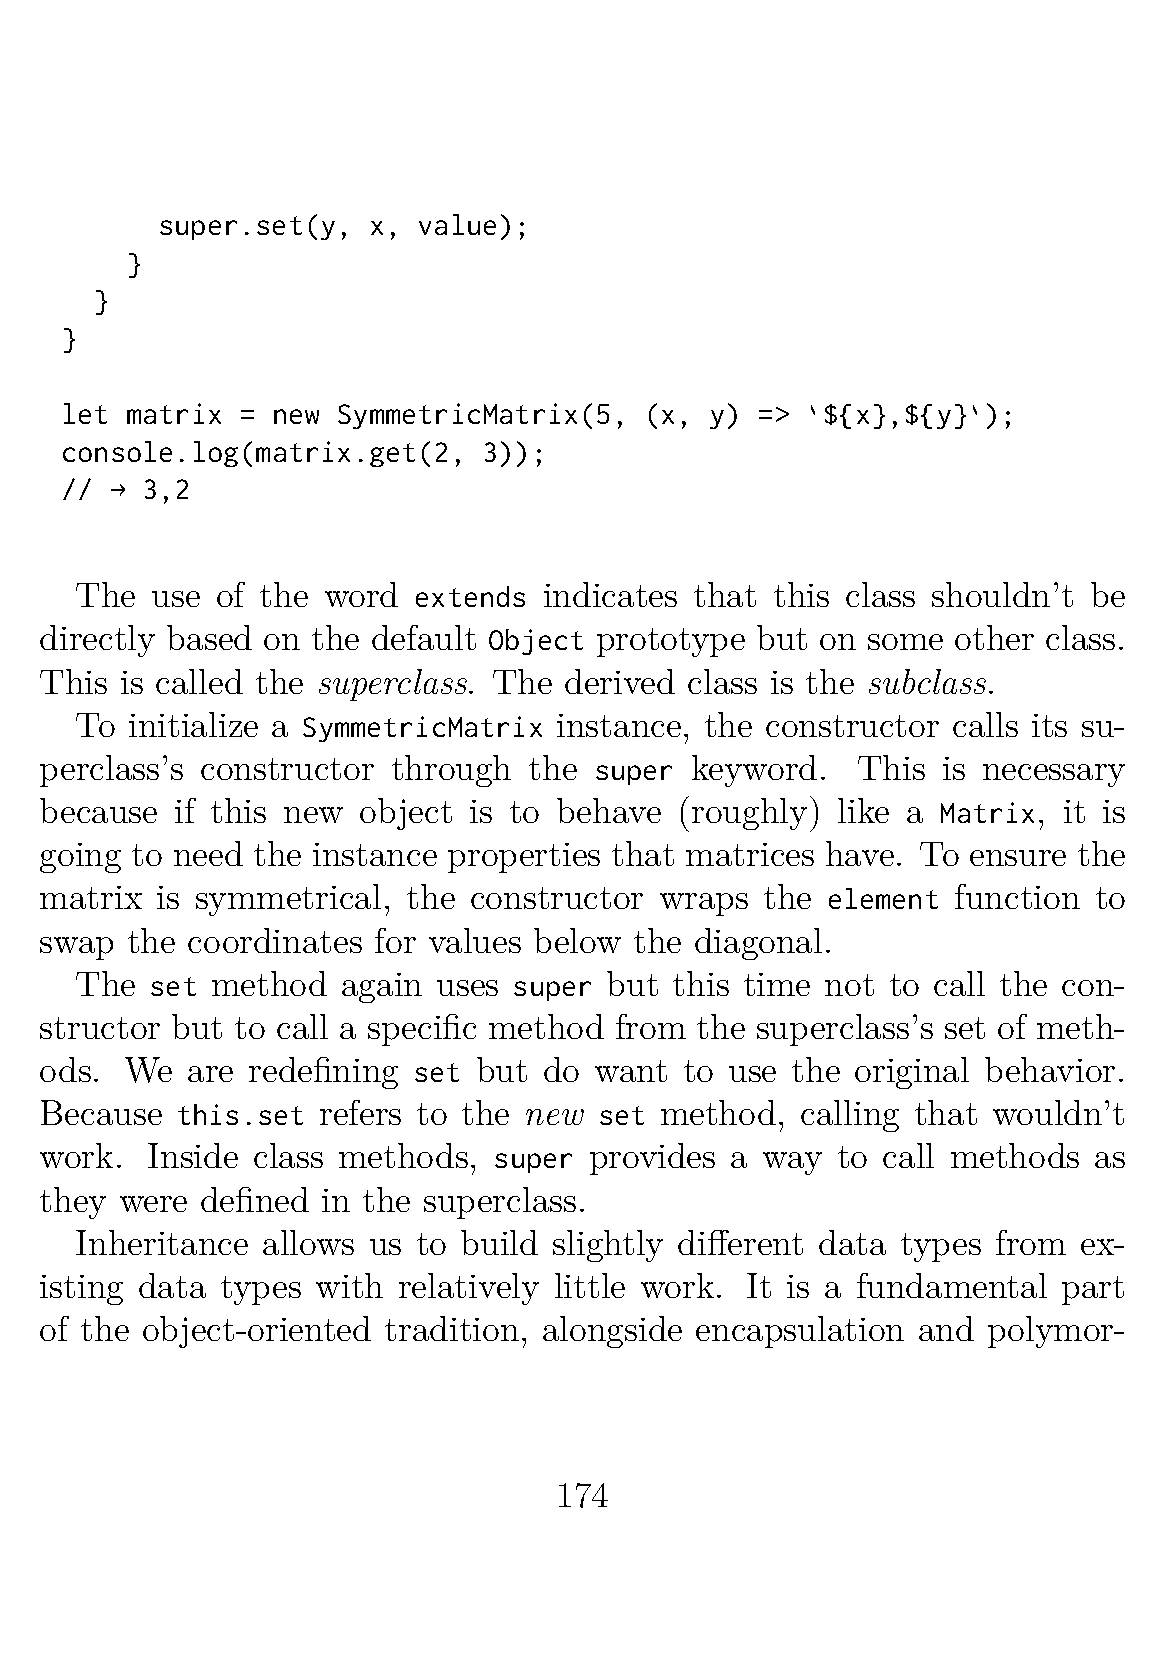 super.set(y, x, value);
    }
  }
}
let matrix = new SymmetricMatrix(5, (x, y) => `${x},${y}`);
console.log(matrix.get(2, 3));
// → 3,2
The use of the word extends indicates that this class shouldn't be
directly based on the default Object prototype but on some other class.
This is called the superclass. The derived class is the subclass.
To initialize a SymmetricMatrix instance, the constructor calls its su-
perclass's constructor through the super keyword. This is necessary
because if this new object is to behave (roughly) like a Matrix, it is
going to need the instance properties that matrices have. To ensure the
matrix is symmetrical, the constructor wraps the element function to
swap the coordinates for values below the diagonal.
The set method again uses super but this time not to call the con-
structor but to call a specific method from the superclass's set of meth-
ods. We are redefining set but do want to use the original behavior.
Because this.set refers to the new set method, calling that wouldn't
work. Inside class methods, super provides a way to call methods as
they were defined in the superclass.
Inheritance allows us to build slightly different data types from ex-
isting data types with relatively little work. It is a fundamental part
of the object-oriented tradition, alongside encapsulation and polymor-
174